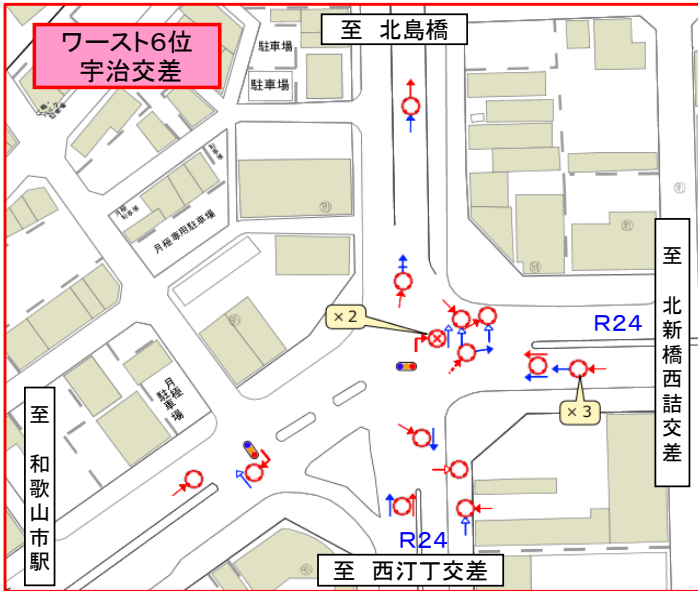 ワースト6位
宇治交差
至 北島橋
駐車場
駐車場
月極専用駐車場
×2
R24
至 北新橋西詰交差
×3
月極
駐車場
至 和歌山市駅
R24
至 西汀丁交差